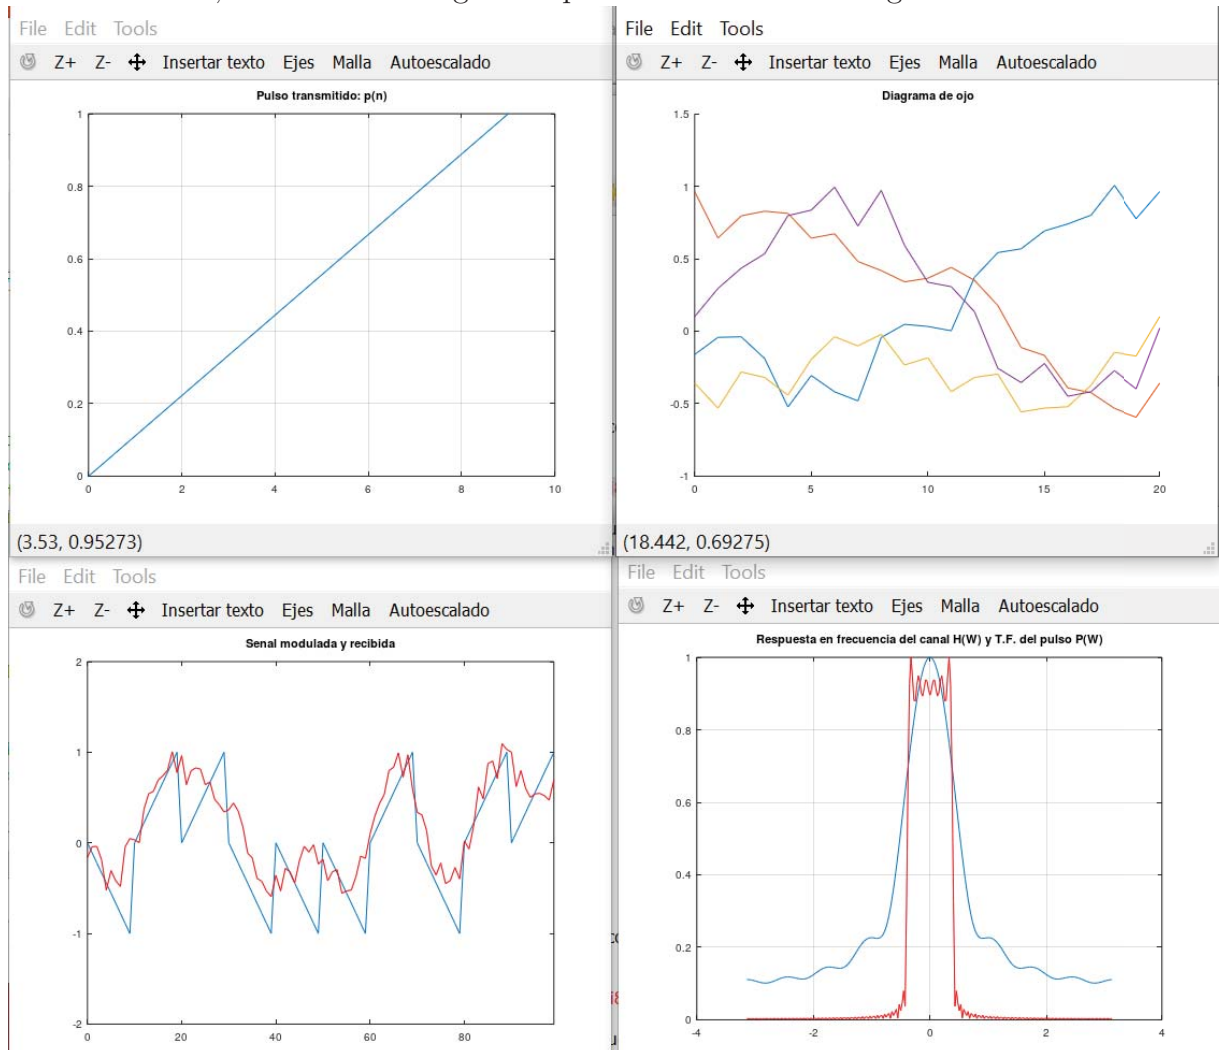 File Edit Tools
Z+ Z- Insertar texto Ejes Malla Autoescalado
Pulso transmitido: p(n)
1
0.8
0.6
0.4
0.2
0
0 2 4 6 8 10
(3.53, 0.95273)
File Edit Tools
Z+ Z- Insertar texto Ejes Malla Autoescalado
Diagrama de ojo
1.5
1
0.5
0
-0.5
-1
0 5 10 15 20
(18.442, 0.69275)
File Edit Tools
Z+ Z- Insertar texto Ejes Malla Autoescalado
Senal modulada y recibida
2
1
0
-1
-2
0 20 40 60 80
File Edit Tools
Z+ Z- Insertar texto Ejes Malla Autoescalado
Respuesta en frecuencia del canal H(W) y T.F. del pulso P(W)
1
0.8
0.6
0.4
0.2
0
-4 -2 0 2 4